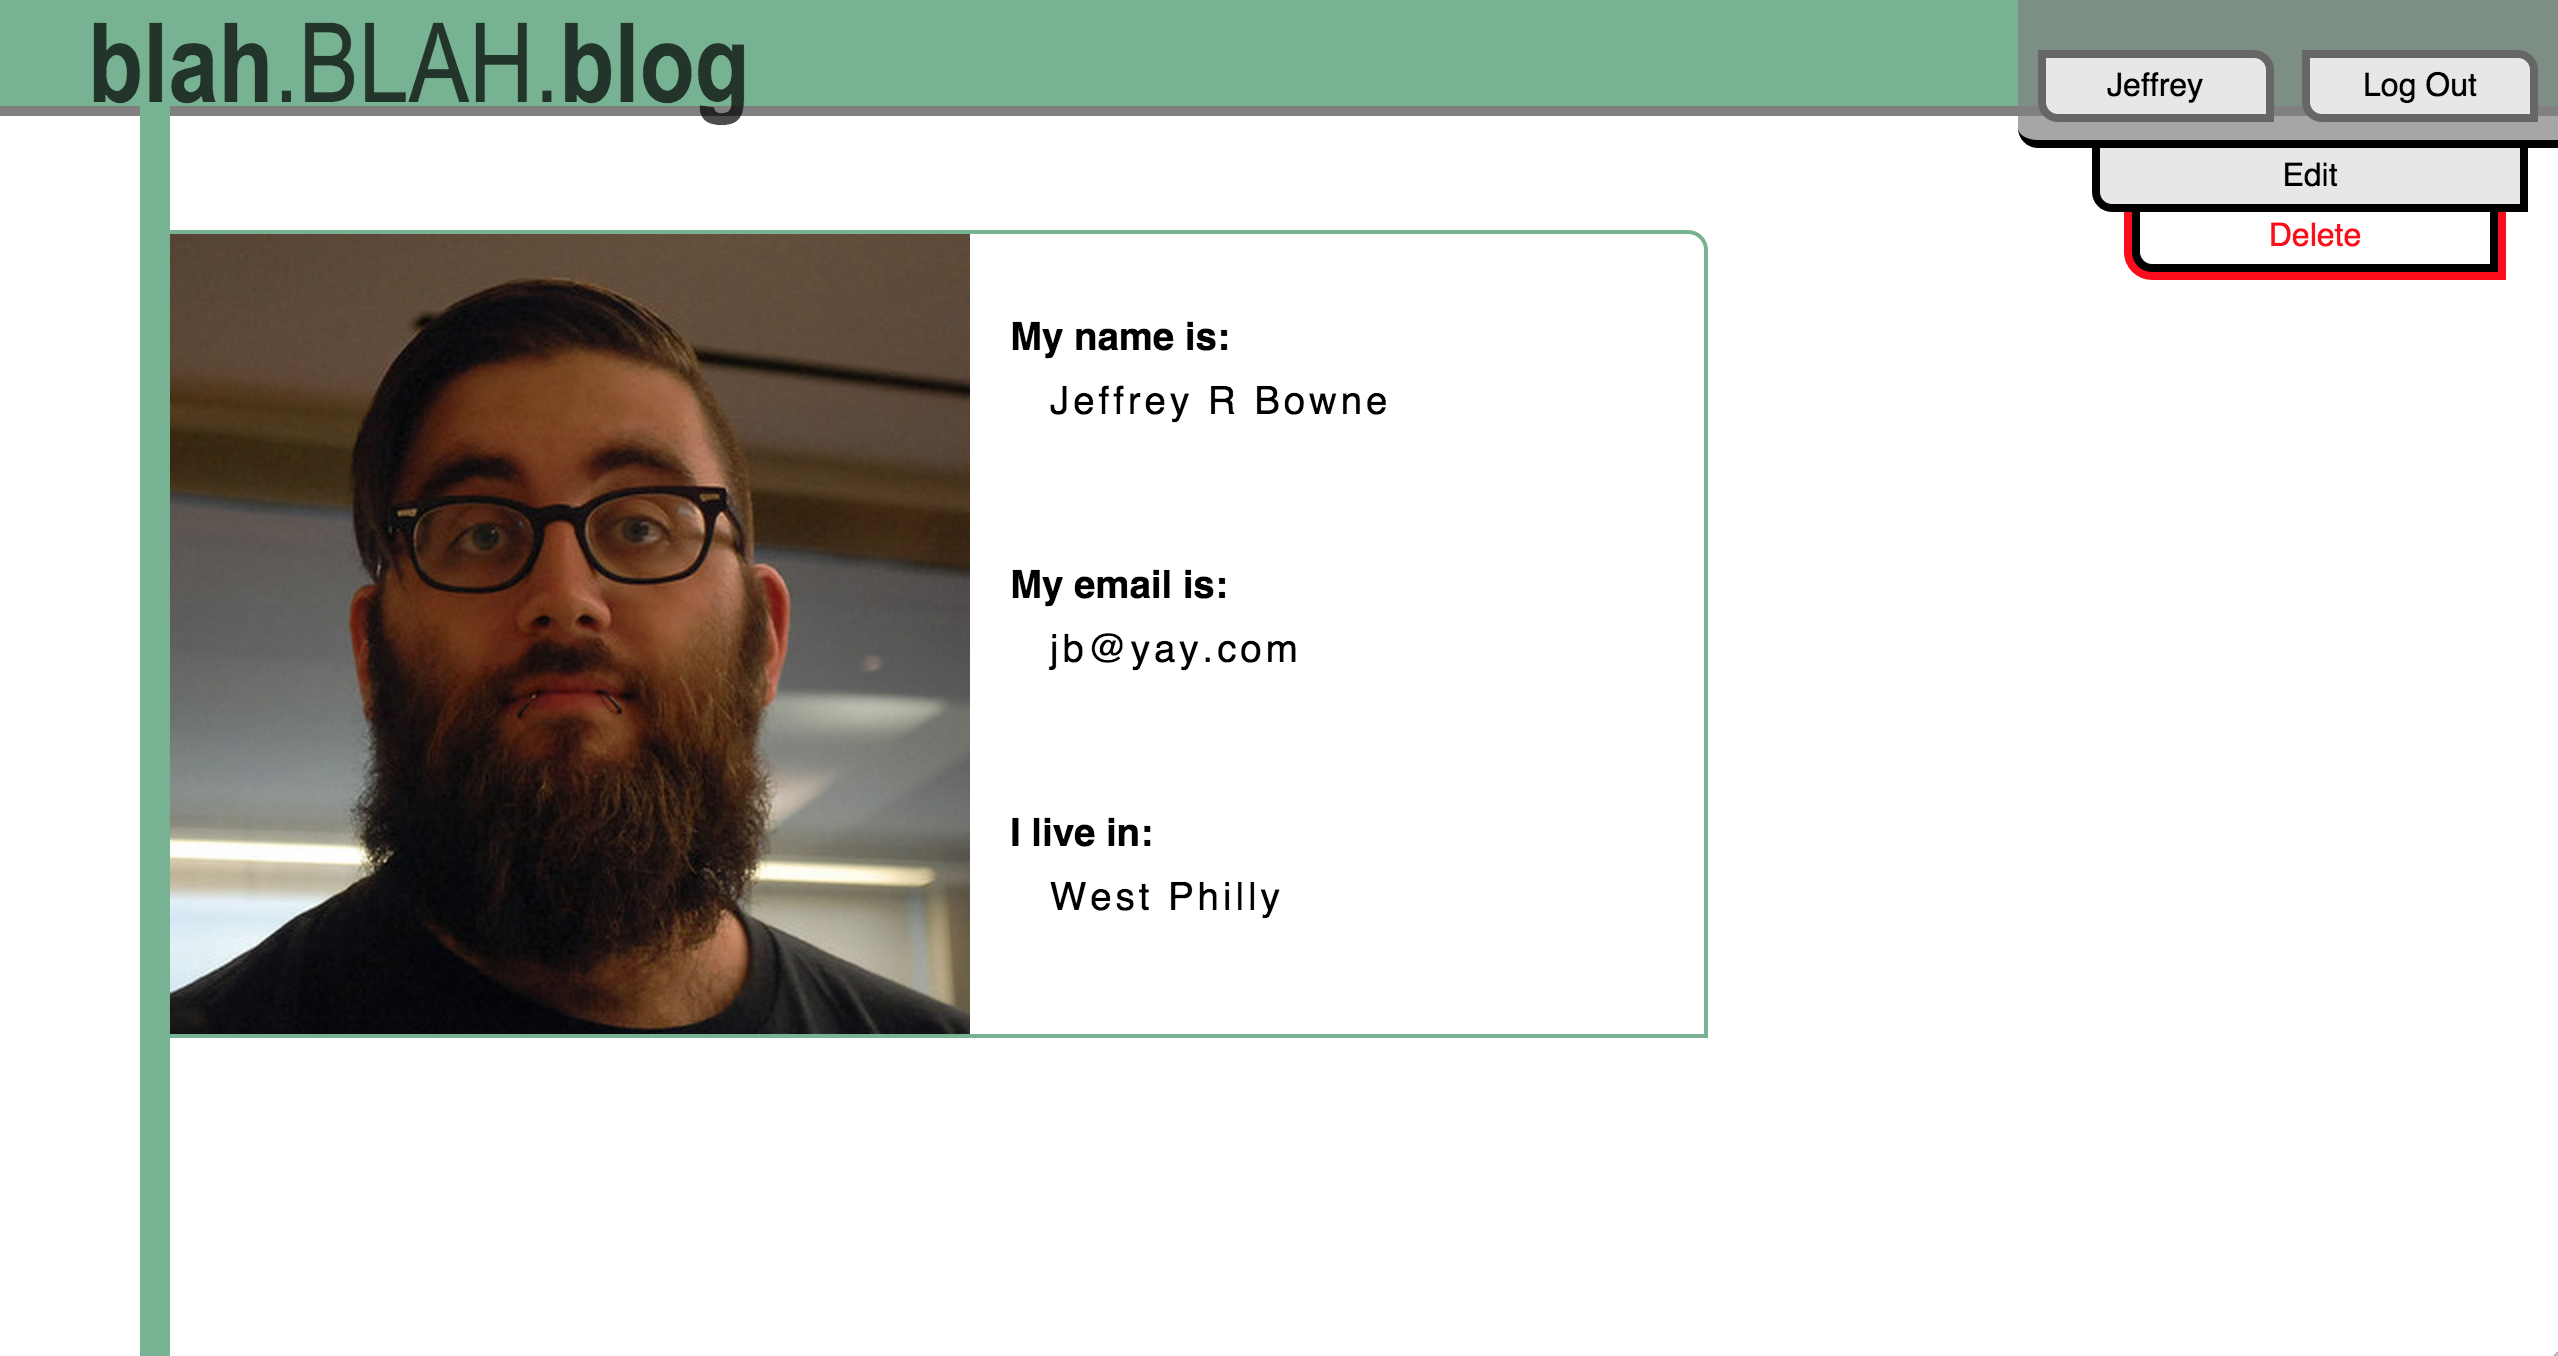 blah.BLAH.blog
Jeffrey
Log Out
Edit
Delete
My name is:
Jeffrey R Bowne
My email is:
jb@yay.com
I live in:
West Philly